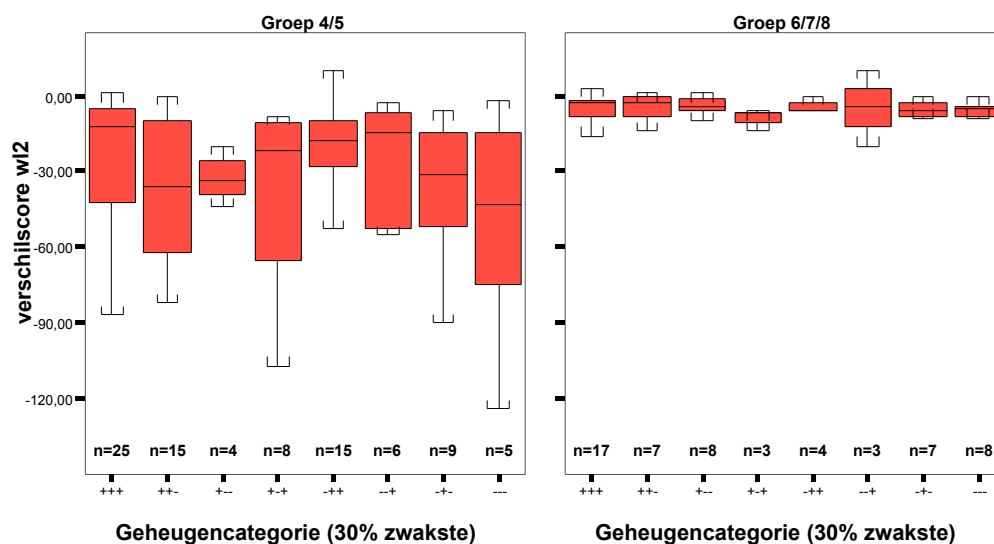 Groep 4/5
Groep 6/7/8
verschilscore wl2
0,00
-30,00
-60,00
-90,00
-120,00
n=25 n=15 n=4 n=8 n=15 n=6 n=9 n=5
+++ ++- +-- +-+ -++ --+ -+- ---
Geheugencategorie (30% zwakste)
n=17 n=7 n=8 n=3 n=4 n=3 n=7 n=8
+++ ++- +-- +-+ -++ --+ -+- ---
Geheugencategorie (30% zwakste)